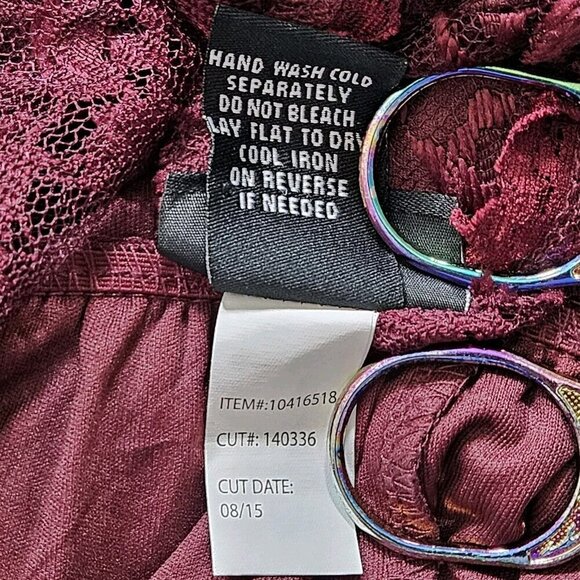 HAND WASH COLD
SEPARATELY
DO NOT BLEACH
LAY FLAT TO DRY
COOL IRON
ON REVERSE
IF NEEDED
ITEM#:10416518
CUT#: 140336
CUT DATE:
08/15